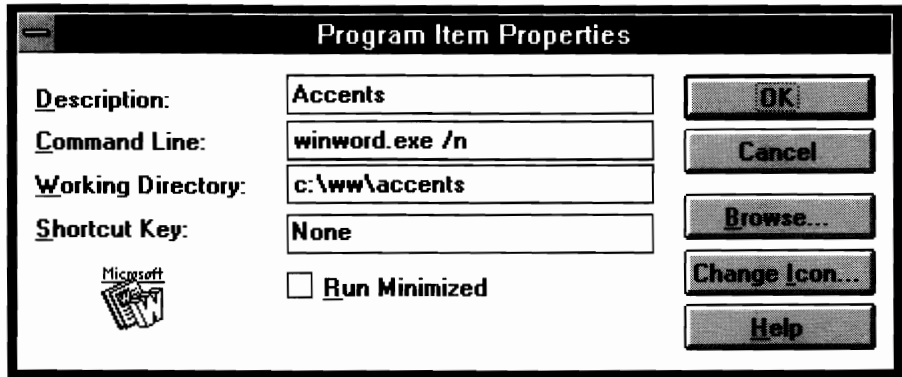 Program Item Properties
Description: Accents OK
Command Line: winword.exe /n Cancel
Working Directory: c:\ww\accents
Browse...
Shortcut Key: None
Microsoft
Run Minimized
Change Icon...
W
Help